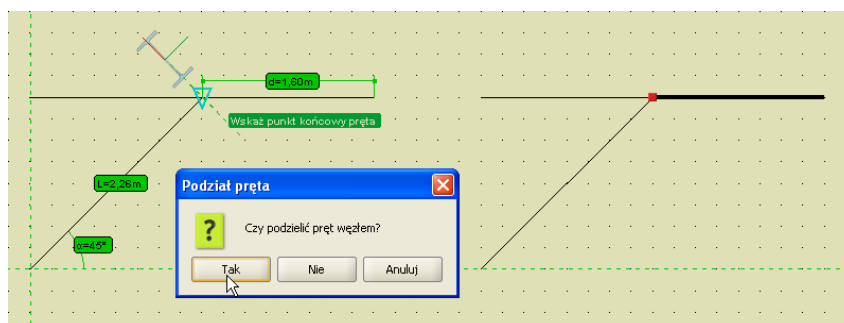 d=1,60m
Wskaż punkt końcowy pręta
L=2,26m
α=45°
Podział pręta
Czy podzielić pręt węzłem?
Tak
Nie
Anuluj